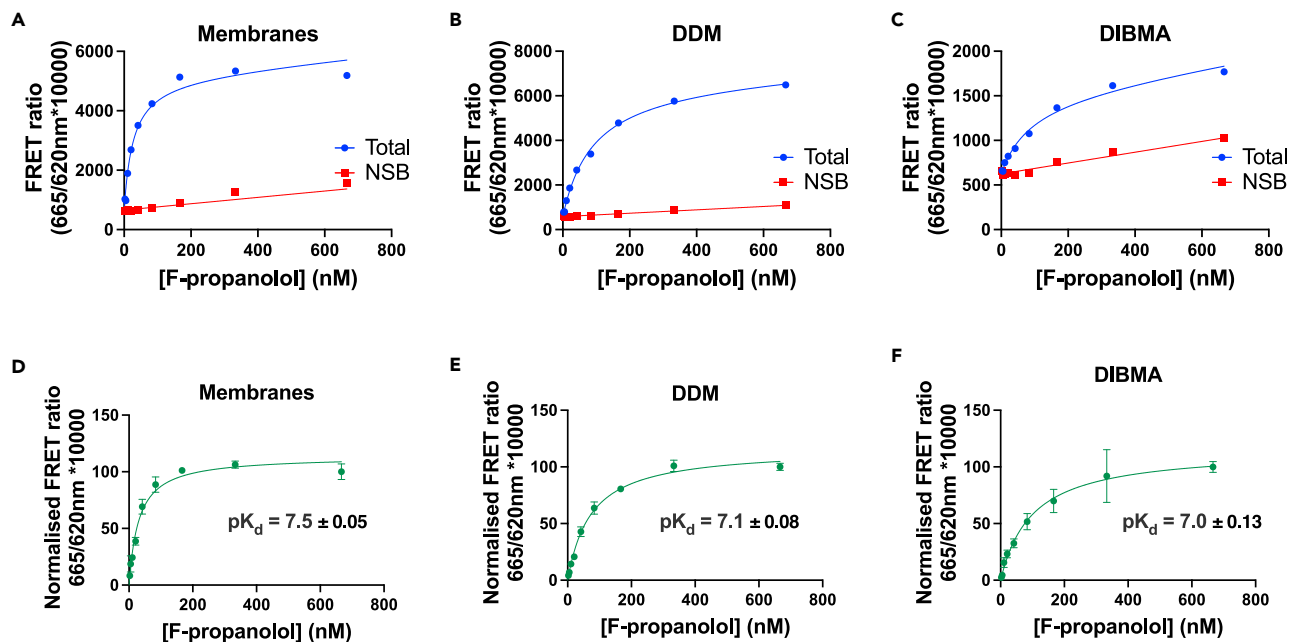 A
Membranes
FRET ratio
(665/620nm*10000)
6000
4000
2000
0
Total
NSB
0 200 400 600 800
[F-propanolol] (nM)
B
DDM
FRET ratio
(665/620nm*10000)
8000
6000
4000
2000
0
Total
NSB
0 200 400 600 800
[F-propanolol] (nM)
C
DIBMA
FRET ratio
(665/620nm*10000)
2000
1500
1000
500
0
Total
NSB
0 200 400 600 800
[F-propanolol] (nM)
D
Membranes
Normalised FRET ratio
665/620nm *10000
150
100
50
0
pKd = 7.5 ± 0.05
0 200 400 600 800
[F-propanolol] (nM)
E
DDM
Normalised FRET ratio
665/620nm *10000
150
100
50
0
pKd = 7.1 ± 0.08
0 200 400 600 800
[F-propanolol] (nM)
F
DIBMA
Normalised FRET ratio
665/620nm *10000
150
100
50
0
pKd = 7.0 ± 0.13
0 200 400 600 800
[F-propanolol] (nM)